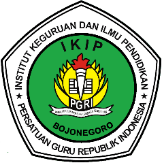 INSTITUT KEGURUAN DAN ILMU PENDIDIKAN
IKIP
PGRI
BOJONEGORO
PERSATUAN GURU REPUBLIK INDONESIA